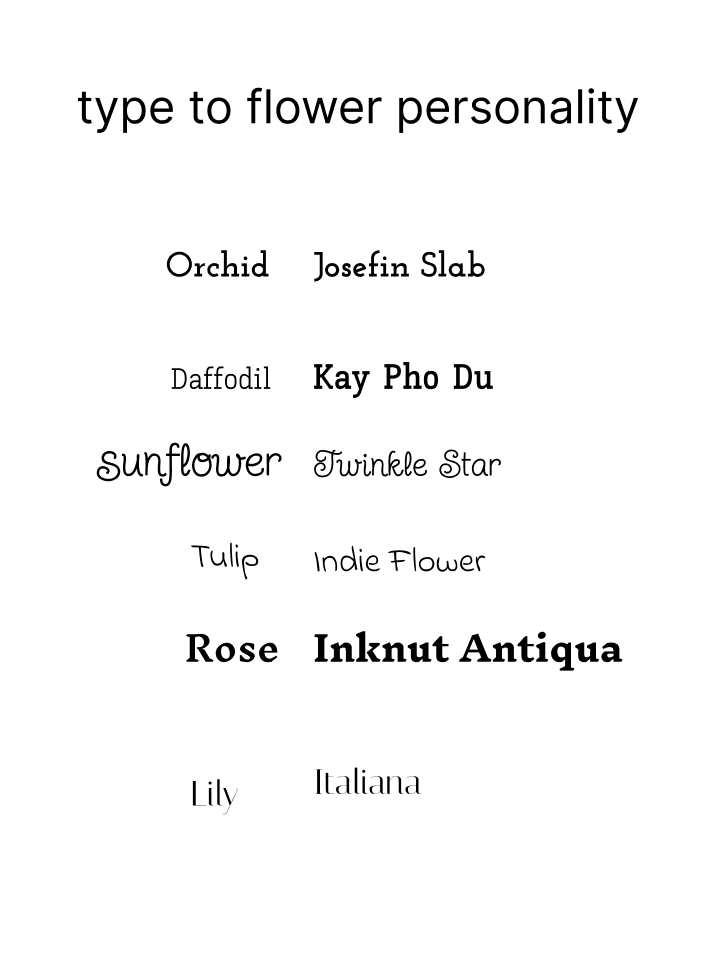 type to flower personality
Orchid Josefin Slab
Daffodil Kay Pho Du
sunflower Twinkle Star
Tulip Indie Flower
Rose Inknut Antiqua
Lily Italiana